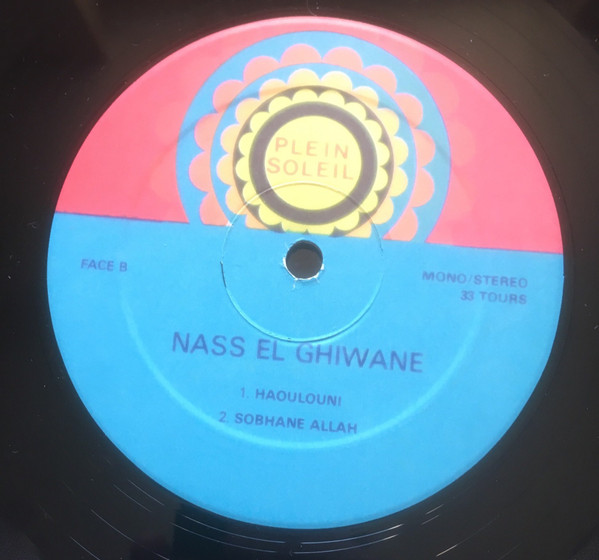 PLEIN
SOLEIL
FACE B
MONO/STEREO
33 TOURS
NASS EL GHIWANE
1. HAOULOUNI
2. SOBHANE ALLAH